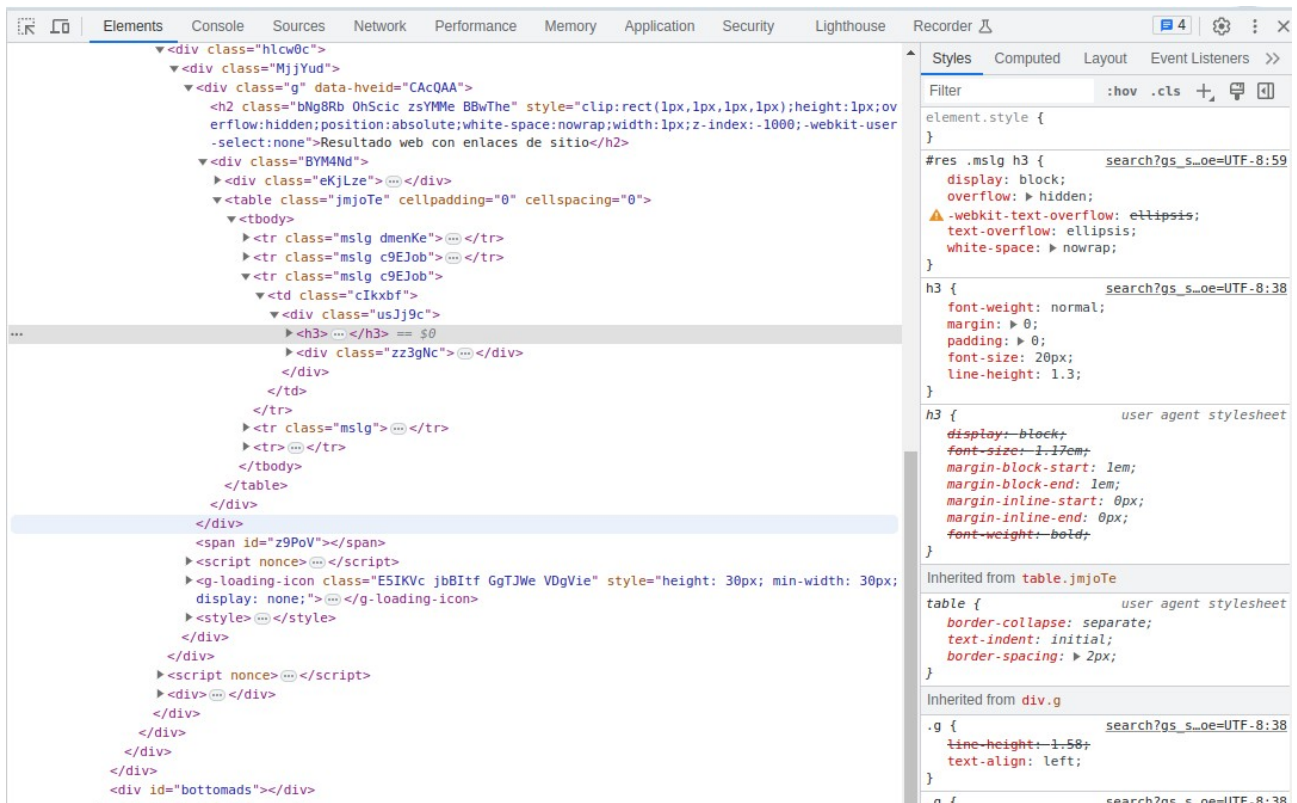 Elements Console Sources Network Performance Memory Application Security Lighthouse Recorder 4
<div class="hlcw0c">
<div class="MjjYud">
<div class="g" data-hveid="CAcQAA">
<h2 class="bNg8Rb OhScic zsYMMe BBwThe" style="clip:rect(1px,1px,1px,1px);height:1px;ov
erflow:hidden;position:absolute;white-space:nowrap;width:1px;z-index:-1000;-webkit-user
-select:none">Resultado web con enlaces de sitio</h2>
<div class="BYM4Nd">
<div class="eKjLze">…</div>
<table class="jmjoTe" cellpadding="0" cellspacing="0">
<tbody>
<tr class="mslg dmenKe">…</tr>
<tr class="mslg c9EJob">…</tr>
<tr class="mslg c9EJob">
<td class="cIkxbf">
<div class="usJj9c">
… <h3>…</h3> == $0
<div class="zz3gNc">…</div>
</div>
</td>
</tr>
<tr class="mslg">…</tr>
<tr>…</tr>
</tbody>
</table>
</div>
</div>
<span id="z9PoV"></span>
<script nonce>…</script>
<g-loading-icon class="E5IKVc jbBItf GgTJWe VDgVie" style="height: 30px; min-width: 30px;
display: none;">…</g-loading-icon>
<style>…</style>
</div>
</div>
<script nonce>…</script>
<div>…</div>
</div>
</div>
</div>
</div>
<div id="bottomads"></div>
Styles Computed Layout Event Listeners >>
Filter :hov .cls +
element.style {
}
#res .mslg h3 { search?gs_s…oe=UTF-8:59
display: block;
overflow: hidden;
-webkit-text-overflow: ellipsis;
text-overflow: ellipsis;
white-space: nowrap;
}
h3 { search?gs_s…oe=UTF-8:38
font-weight: normal;
margin: 0;
padding: 0;
font-size: 20px;
line-height: 1.3;
}
h3 { user agent stylesheet
display: block;
font-size: 1.17em;
margin-block-start: 1em;
margin-block-end: 1em;
margin-inline-start: 0px;
margin-inline-end: 0px;
font-weight: bold;
}
Inherited from table.jmjoTe
table { user agent stylesheet
border-collapse: separate;
text-indent: initial;
border-spacing: 2px;
}
Inherited from div.g
.g { search?gs_s…oe=UTF-8:38
line-height: 1.58;
text-align: left;
}
.g { search?gs_s…oe=UTF-8:38